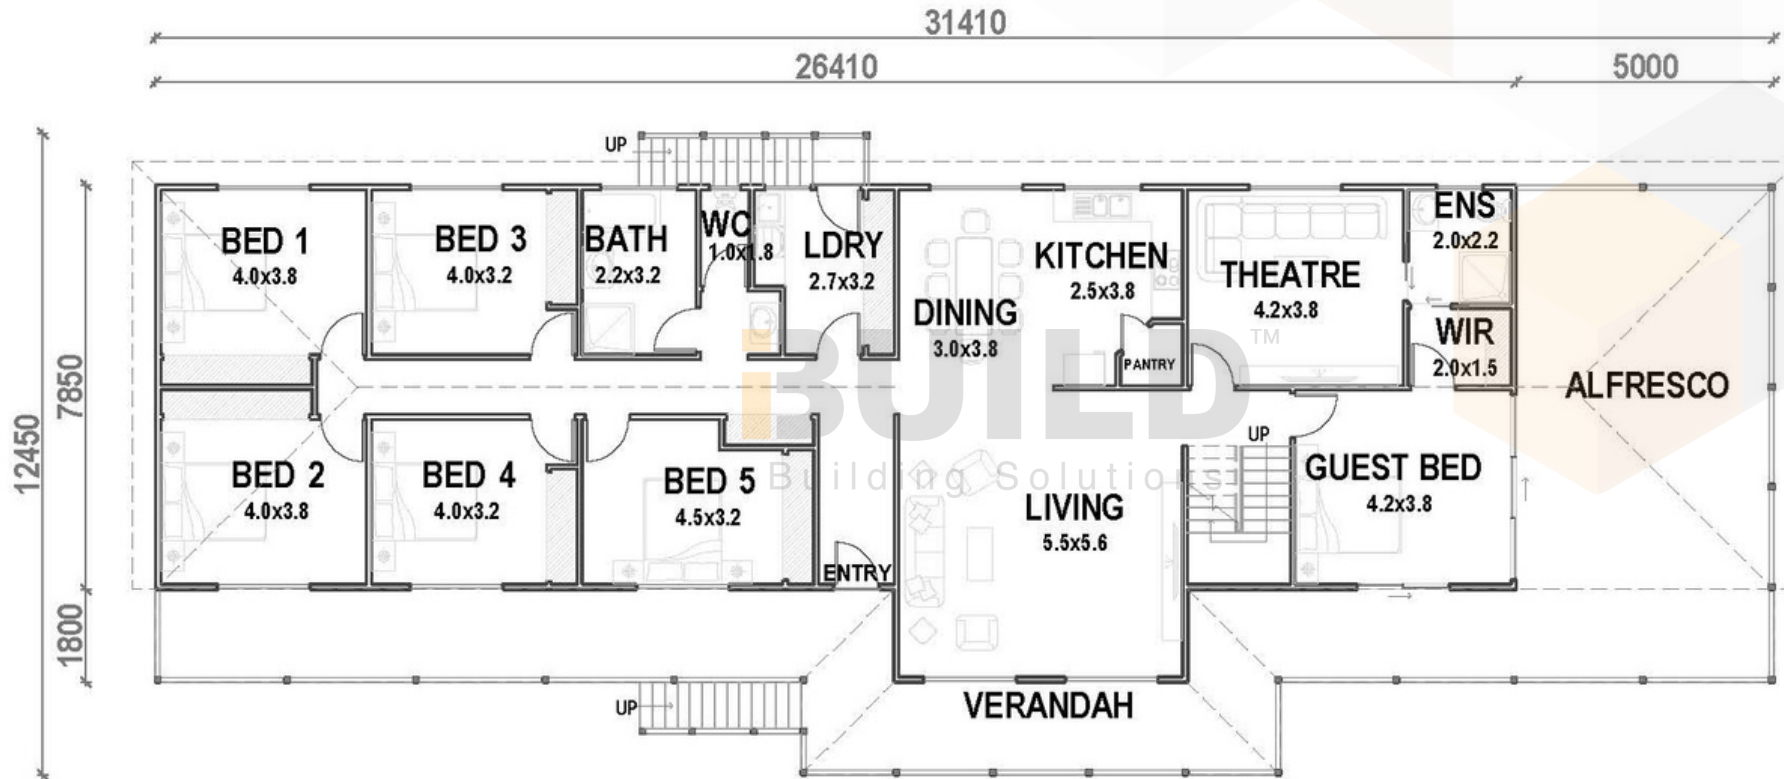 31410
26410
5000
UP
BED 1
4.0x3.8
BED 3
4.0x3.2
BATH
2.2x3.2
WC
1.0x1.8
LDRY
2.7x3.2
DINING
3.0x3.8
KITCHEN
2.5x3.8
PANTRY
THEATRE
4.2x3.8
ENS
2.0x2.2
WIR
2.0x1.5
ALFRESCO
iBUILD™
Building Solutions
12450
7850
1800
BED 2
4.0x3.8
BED 4
4.0x3.2
BED 5
4.5x3.2
ENTRY
LIVING
5.5x5.6
UP
GUEST BED
4.2x3.8
UP
VERANDAH